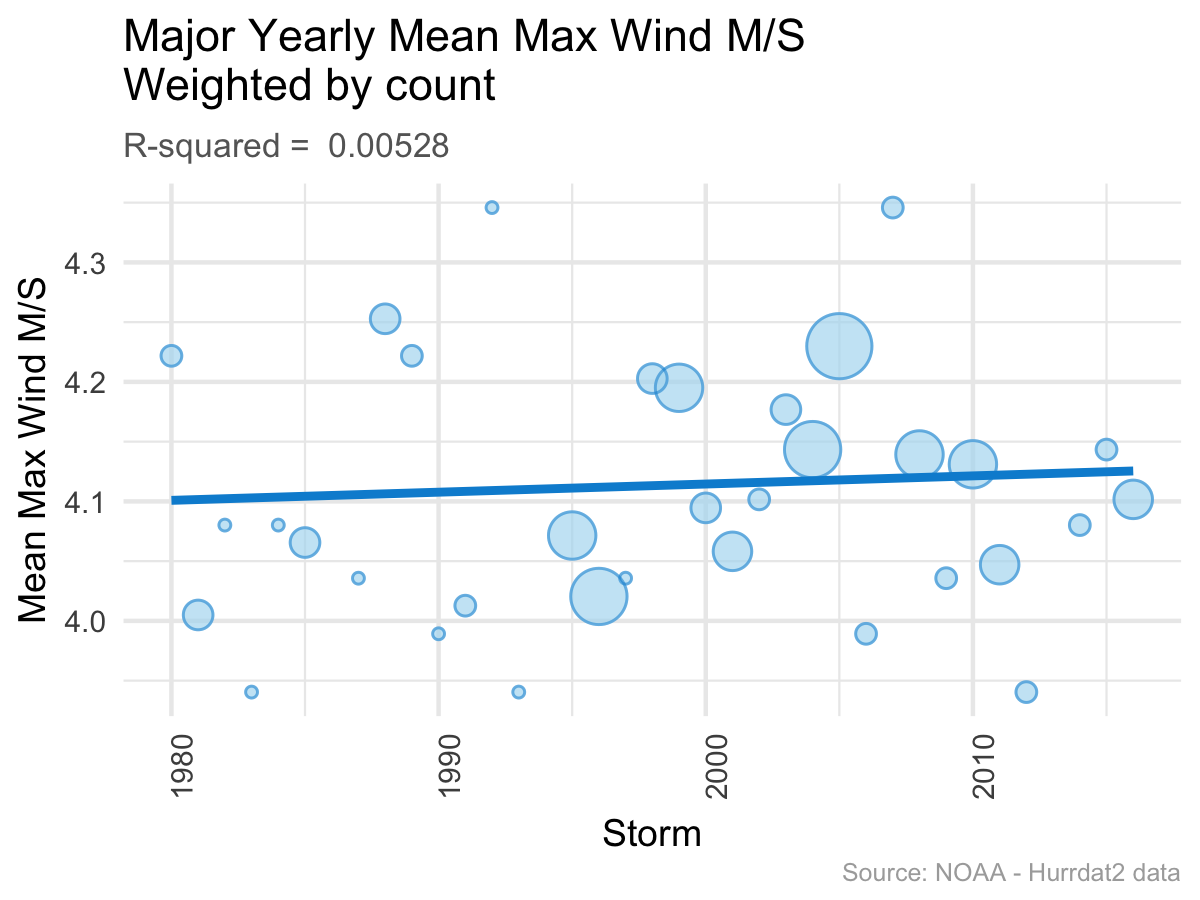 Major Yearly Mean Max Wind M/S
Weighted by count
R-squared =  0.00528
Mean Max Wind M/S
4.3
4.2
4.1
4.0
1980
1990
2000
2010
Storm
Source: NOAA - Hurrdat2 data